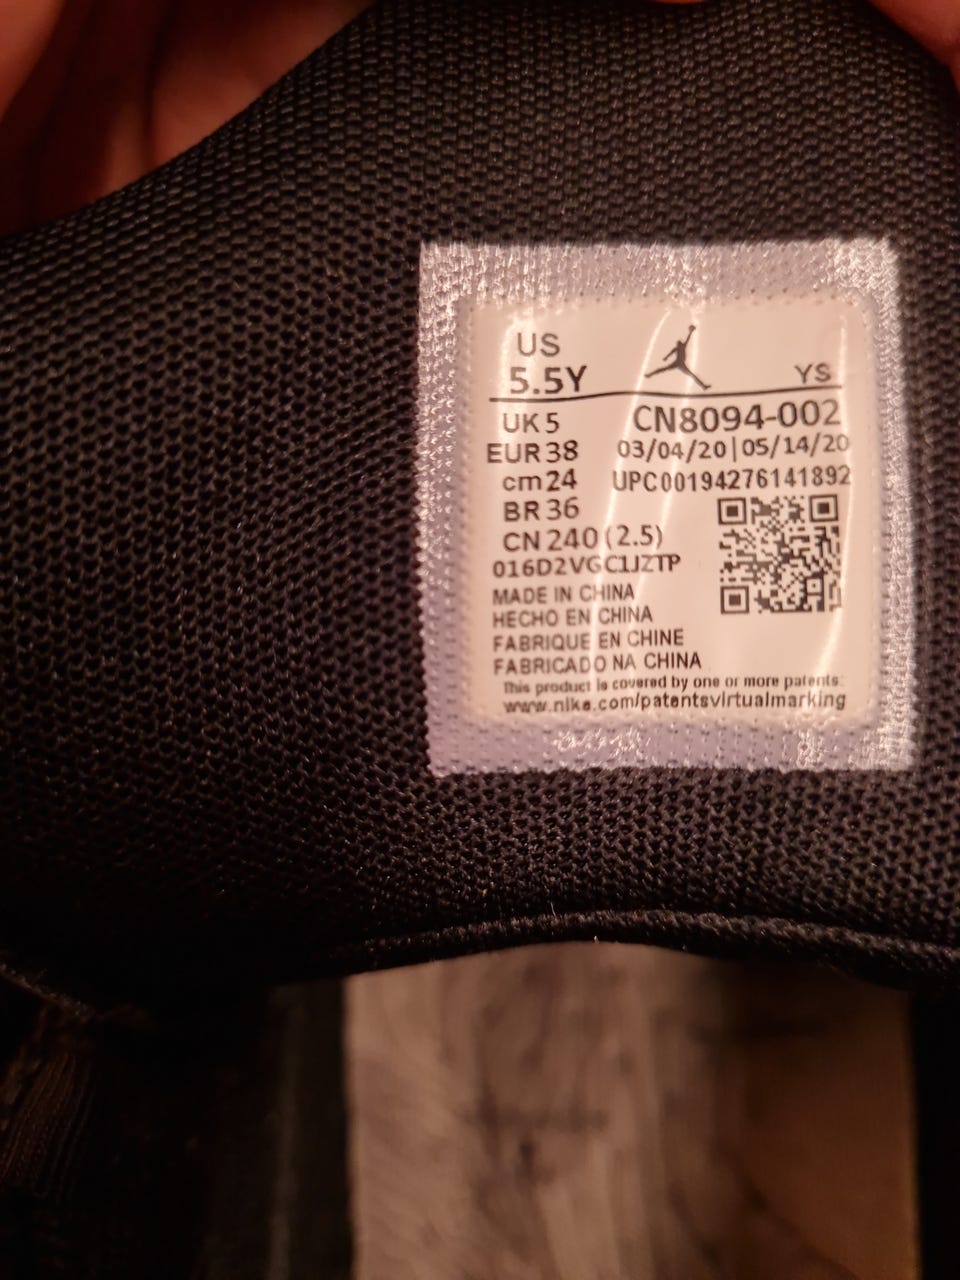 US
5.5Y
YS
UK 5
CN8094-002
EUR 38
03/04/20|05/14/20
cm 24
UPC00194276141892
BR 36
CN 240 (2.5)
016D2VGC1JZTP
MADE IN CHINA
HECHO EN CHINA
FABRIQUE EN CHINE
FABRICADO NA CHINA
This product is covered by one or more patents:
www.nike.com/patentsvirtualmarking